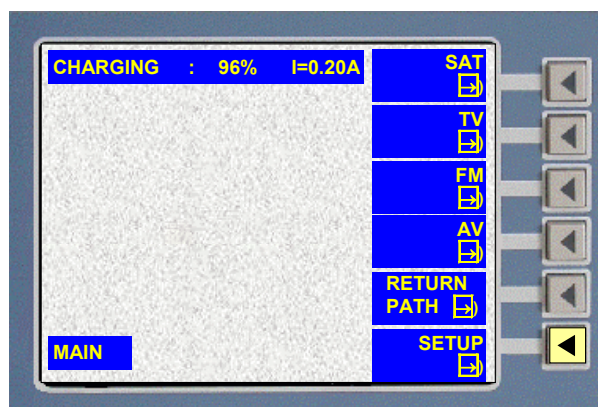 CHARGING : 96% I=0.20A
SAT
TV
FM
AV
RETURN
PATH
SETUP
MAIN